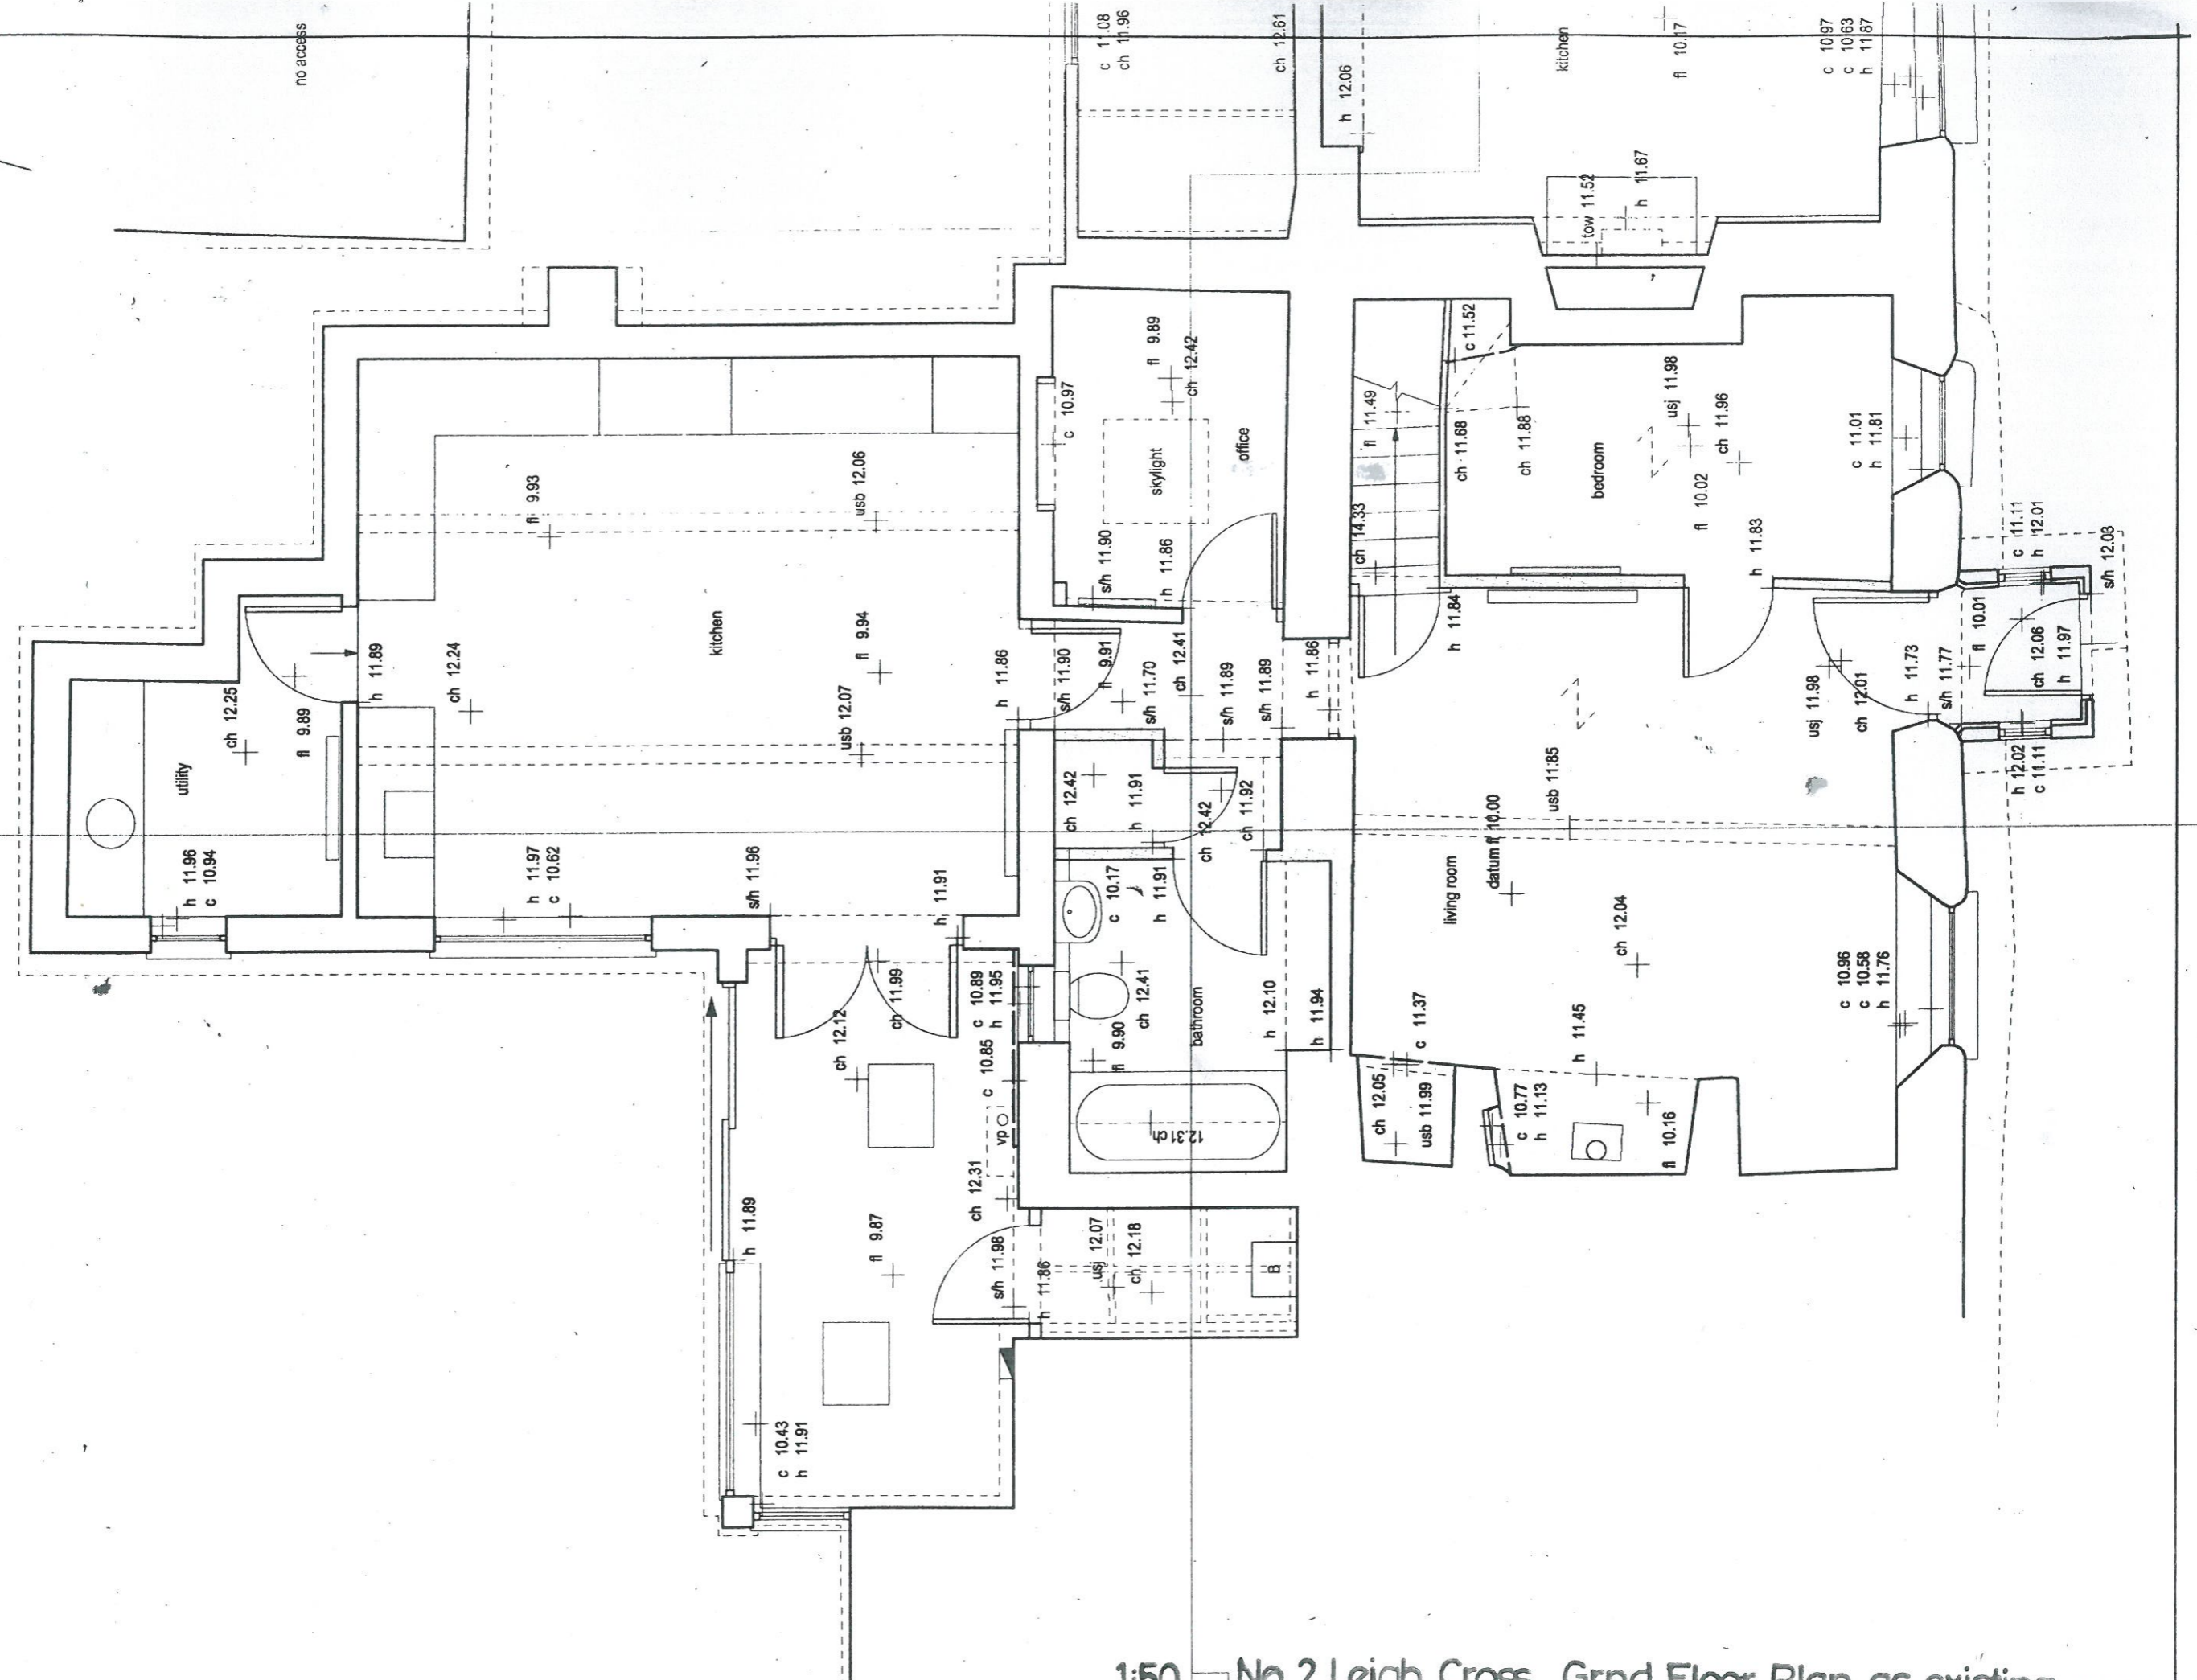 no access
c 11.08
ch 11.96
ch 12.61
h 12.06
kitchen
fl 10.17
c 10.97
c 10.63
h 11.87
tow 11.52
h 11.67
fl 9.93
usb 12.06
kitchen
fl 9.94
usb 12.07
h 11.89
ch 12.24
ch 12.25
fl 9.89
utility
h 11.96
c 10.94
h 11.97
c 10.62
s/h 11.96
h 11.91
h 11.86
s/h 11.90
fl 9.91
s/h 11.70
ch 12.41
s/h 11.89
s/h 11.89
h 11.86
c 10.97
fl 9.89
ch 12.42
skylight
office
s/h 11.90
h 11.86
fl 11.49
ch 14.33
c 11.52
ch 11.68
ch 11.88
bedroom
usj 11.98
ch 11.96
fl 10.02
h 11.83
c 11.01
h 11.81
h 11.84
c 11.11
h 12.01
s/h 12.08
fl 10.01
ch 12.06
h 11.97
h 11.73
s/h 11.77
h 12.02
c 11.11
usj 11.98
ch 12.01
usb 11.85
living room
datum fl 10.00
ch 12.04
c 10.96
c 10.58
h 11.76
h 11.45
c 11.37
ch 12.05
usb 11.99
c 10.77
h 11.13
fl 10.16
ch 12.42
h 11.91
ch 12.42
ch 11.92
c 10.17
h 11.91
fl 9.90
ch 12.41
bathroom
h 12.10
h 11.94
12.31ch
ch 12.12
ch 11.99
c 10.89
h 11.95
c 10.85
vp
ch 12.31
h 11.89
fl 9.87
s/h 11.98
h 11.86
usj 12.07
ch 12.18
B
c 10.43
h 11.91
1:50 No 2 Leigh Cross Grnd Floor Plan as existing